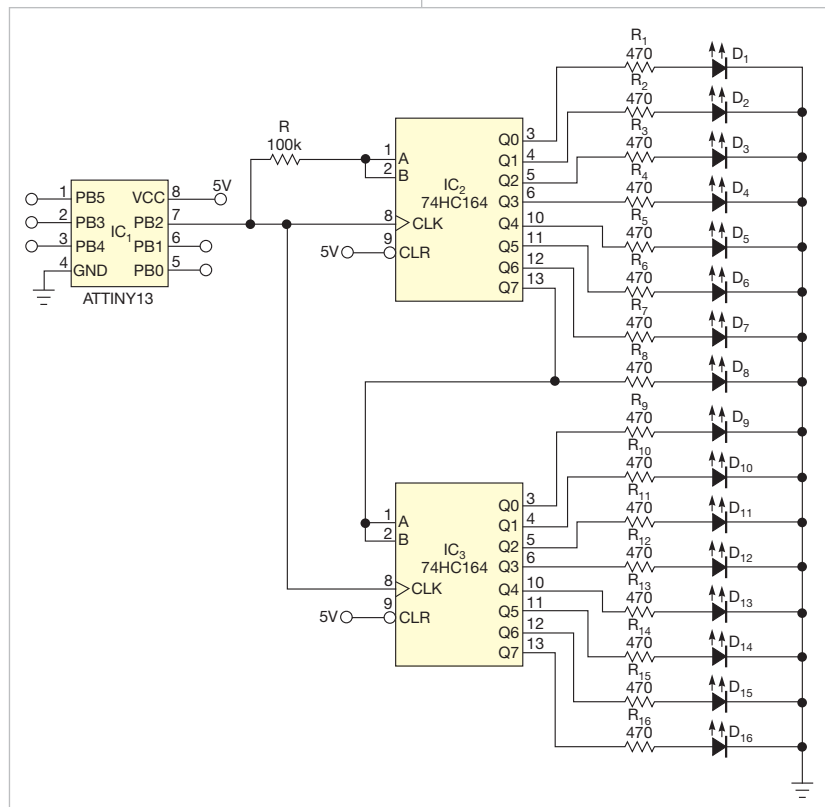 R
100k
1 PB5 VCC 8 5V
2 PB3 PB2 7
3 PB4 IC1 PB1 6
4 GND PB0 5
ATTINY13
1 A
2 B
IC2
74HC164
8 CLK
5V 9 CLR
Q0 3
Q1 4
Q2 5
Q3 6
Q4 10
Q5 11
Q6 12
Q7 13
R1 D1
470
R2 D2
470
R3 D3
470
R4 D4
470
R5 D5
470
R6 D6
470
R7 D7
470
R8 D8
470
1 A
2 B
IC3
74HC164
8 CLK
5V 9 CLR
Q0 3
Q1 4
Q2 5
Q3 6
Q4 10
Q5 11
Q6 12
Q7 13
R9 D9
470
R10 D10
470
R11 D11
470
R12 D12
470
R13 D13
470
R14 D14
470
R15 D15
470
R16 D16
470